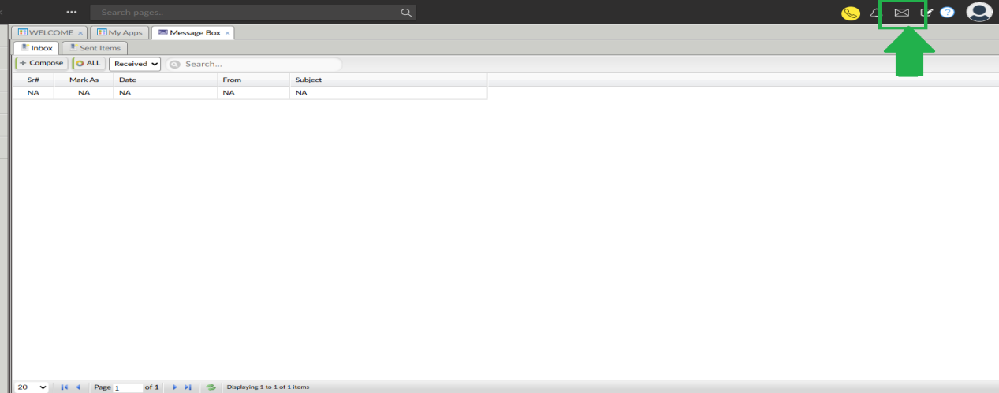 ••• Search pages..
?
WELCOME × My Apps Message Box ×
Inbox Sent Items
+ Compose ALL Received Search...
Sr# Mark As Date From Subject
NA NA NA NA NA
20 Page 1 of 1 Displaying 1 to 1 of 1 items